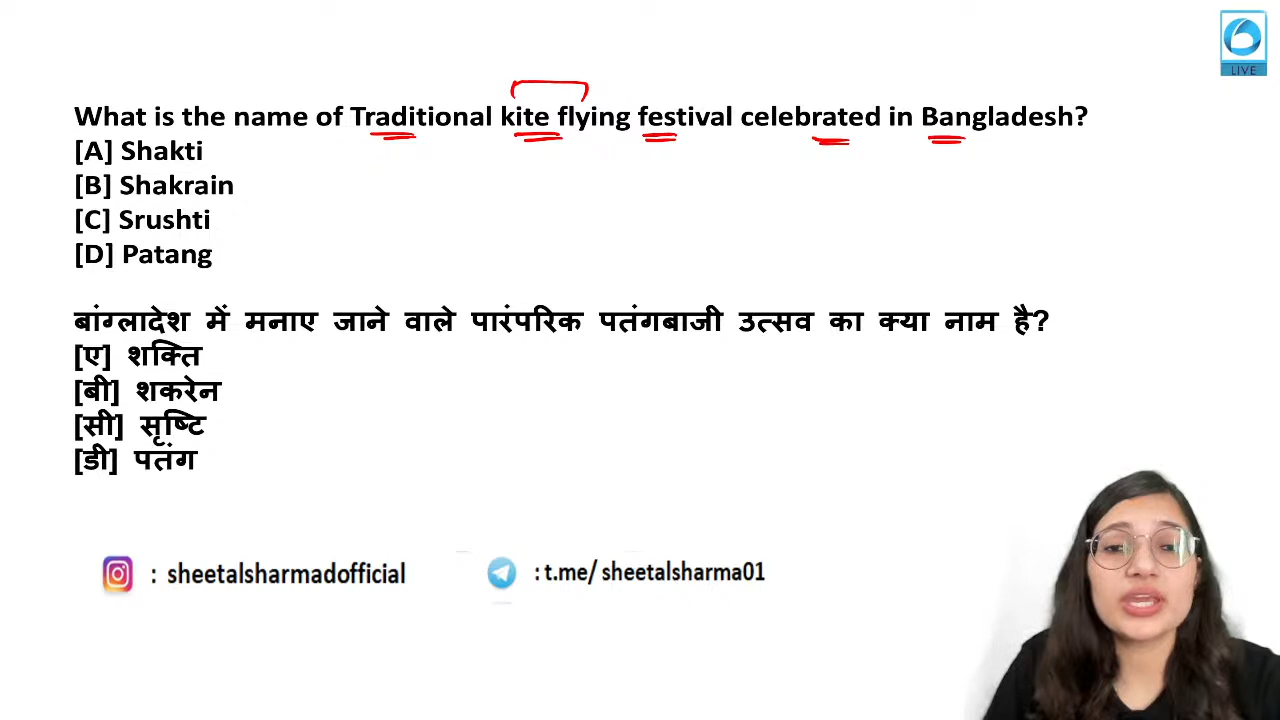 LIVE
What is the name of Traditional kite flying festival celebrated in Bangladesh?
[A] Shakti
[B] Shakrain
[C] Srushti
[D] Patang
बांग्लादेश में मनाए जाने वाले पारंपरिक पतंगबाजी उत्सव का क्या नाम है?
[ए] शक्ति
[बी] शकरेन
[सी] सृष्टि
[डी] पतंग
: sheetalsharmadofficial
: t.me/ sheetalsharma01